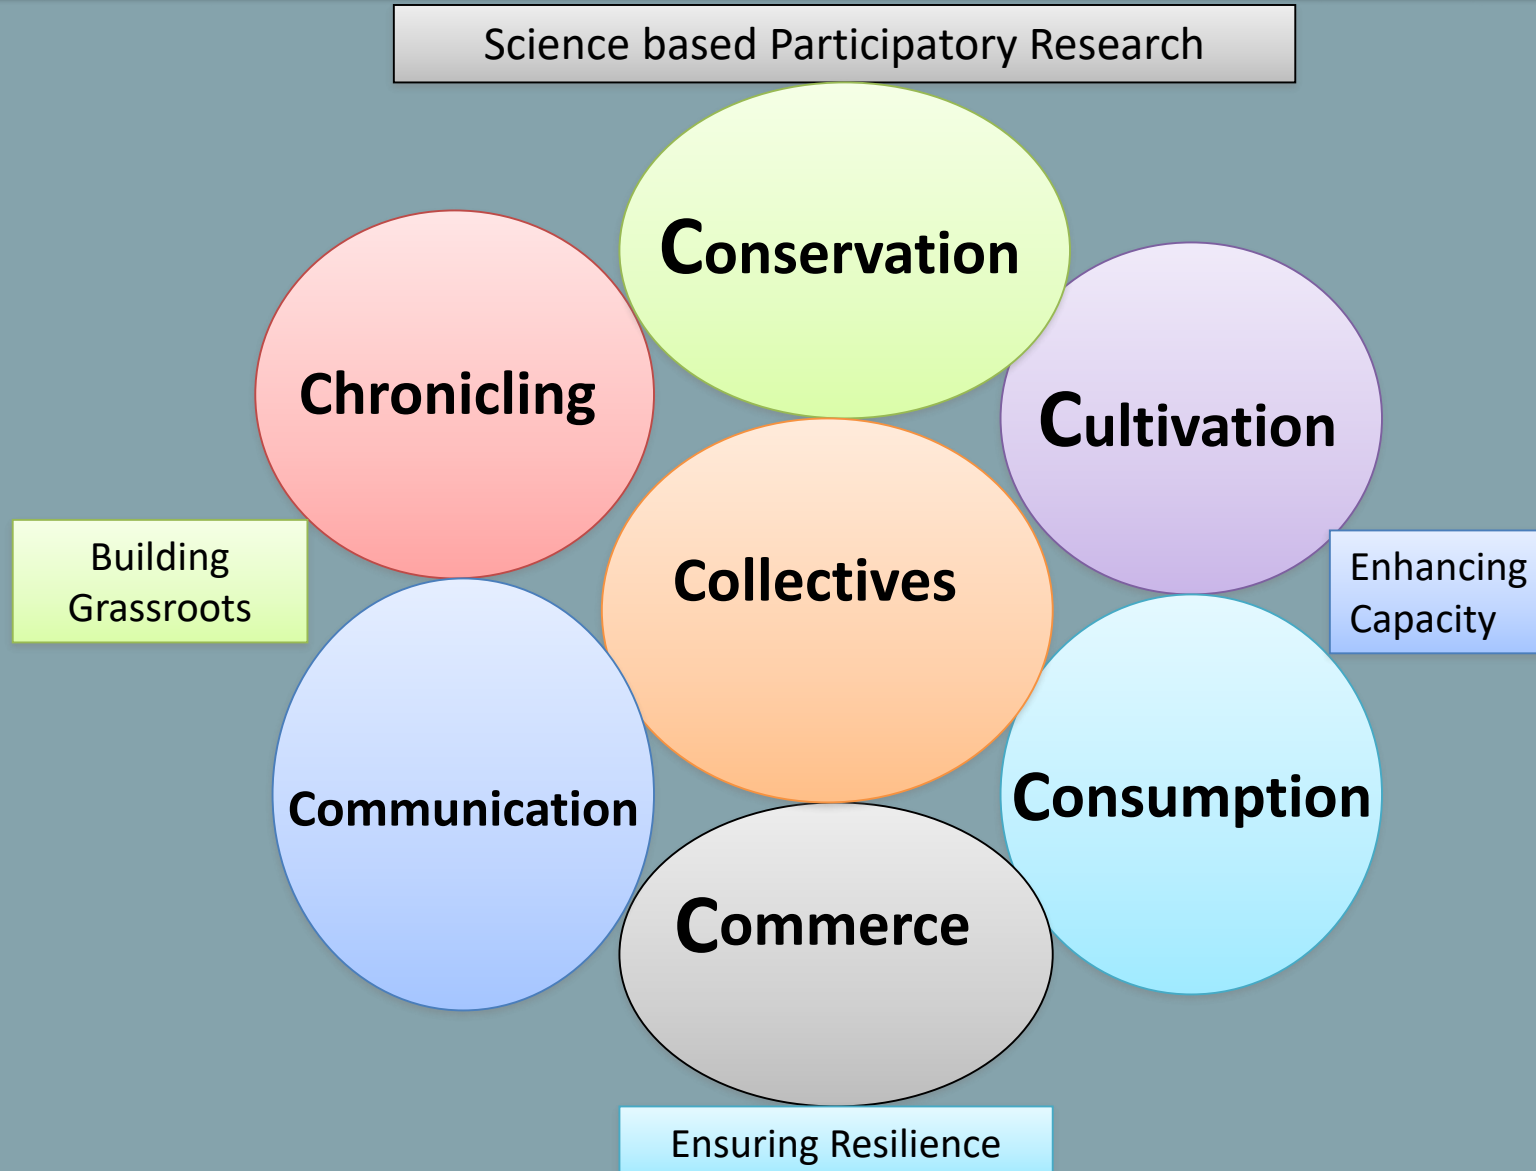 Science based Participatory Research
Conservation
Chronicling
Cultivation
Building
Grassroots
Collectives
Enhancing
Capacity
Communication
Consumption
Commerce
Ensuring Resilience